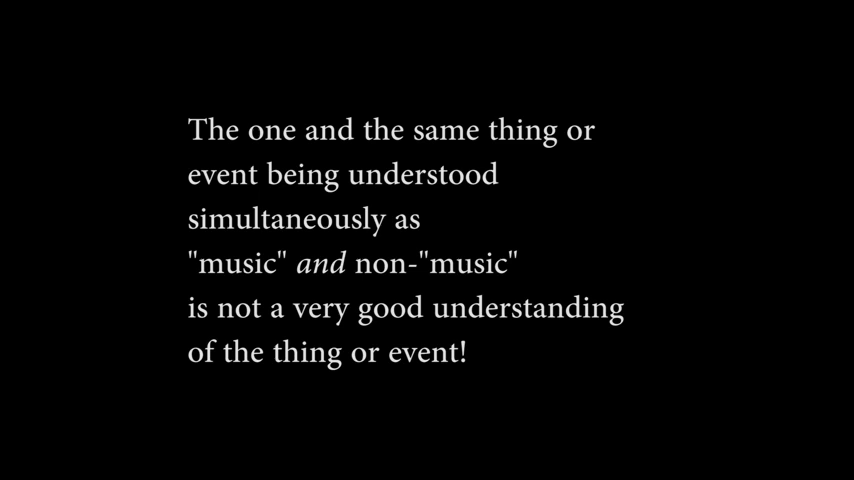 The one and the same thing or
event being understood
simultaneously as
"music" and non-"music"
is not a very good understanding
of the thing or event!